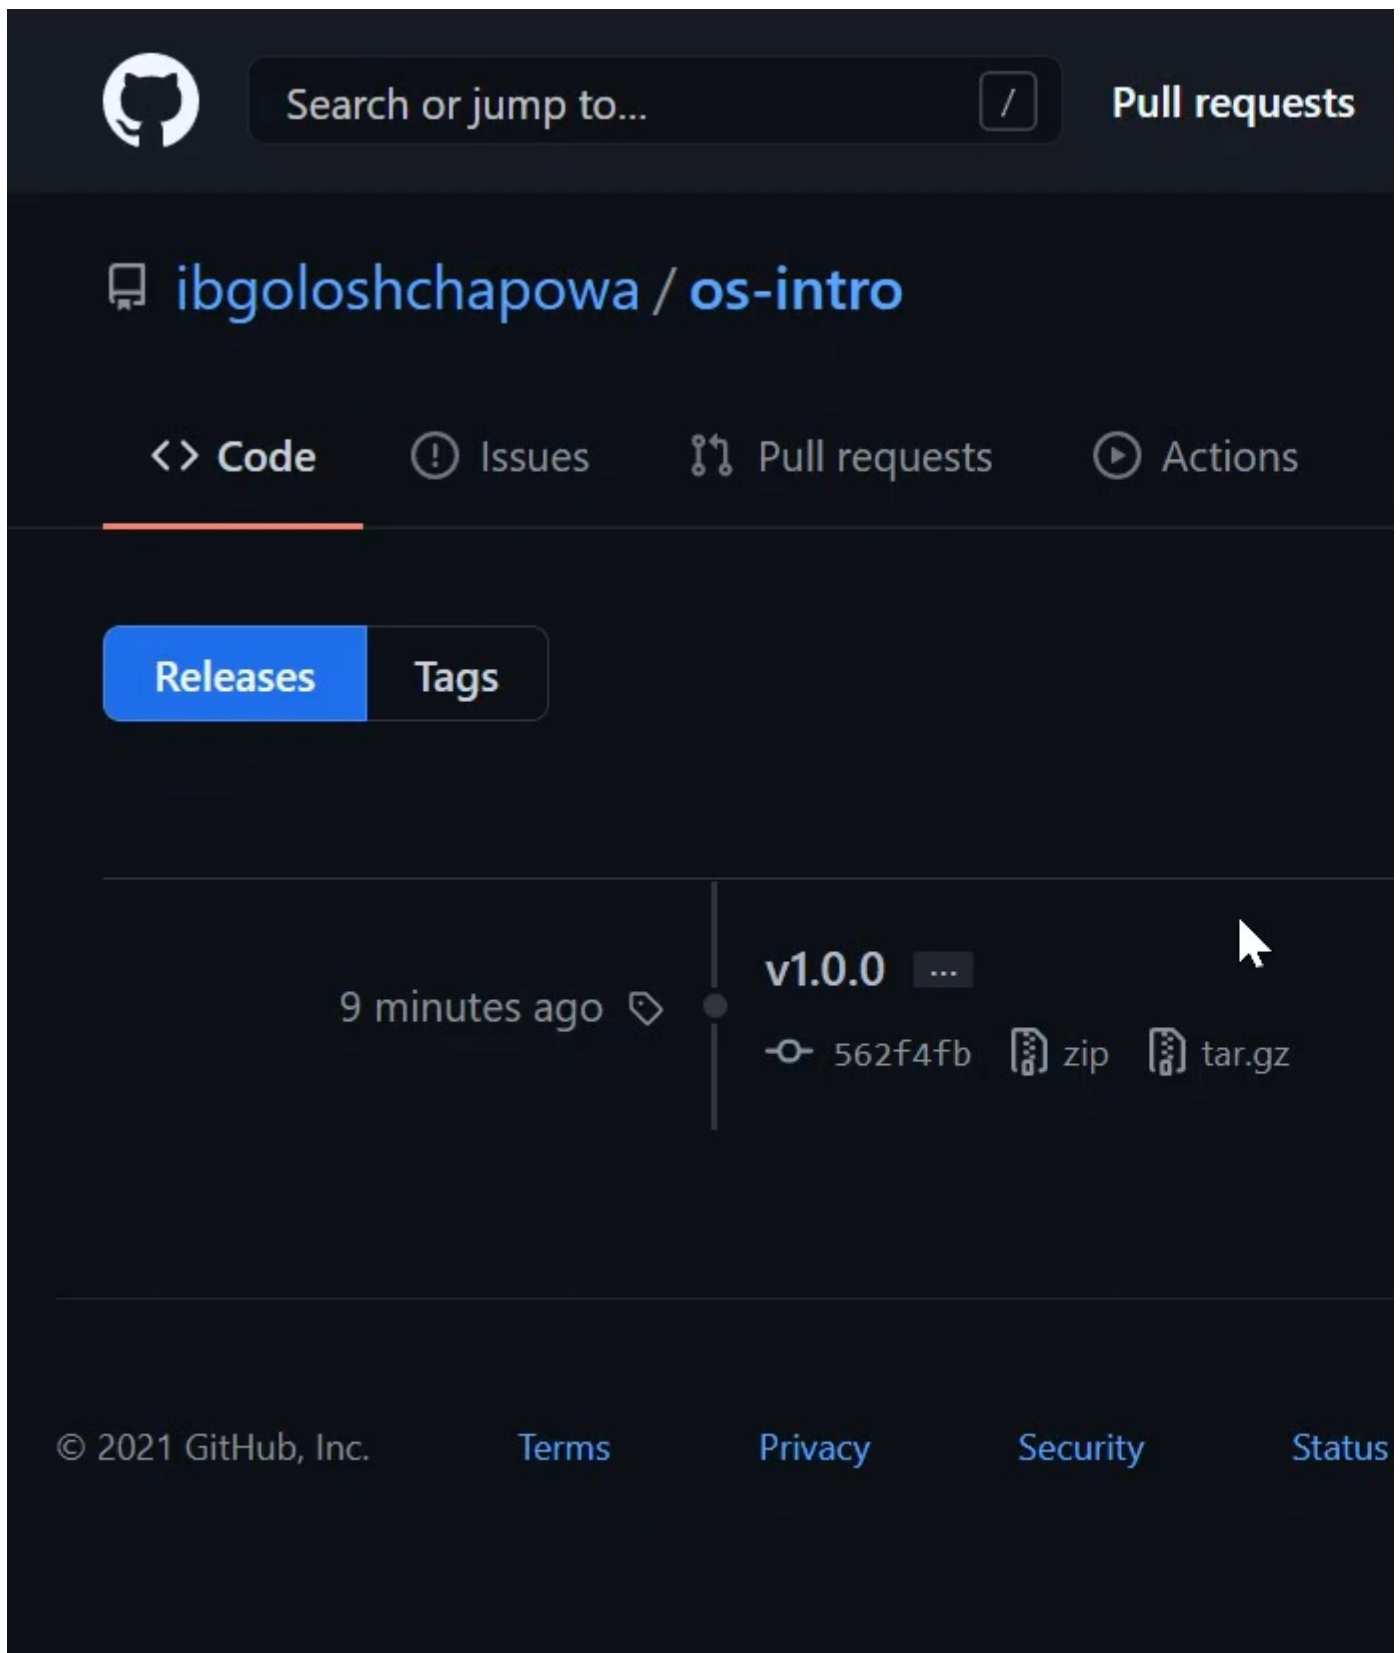 Search or jump to... / Pull requests
ibgoloshchapowa / os-intro
<> Code Issues Pull requests Actions
Releases Tags
v1.0.0 ...
9 minutes ago
562f4fb zip tar.gz
© 2021 GitHub, Inc. Terms Privacy Security Status